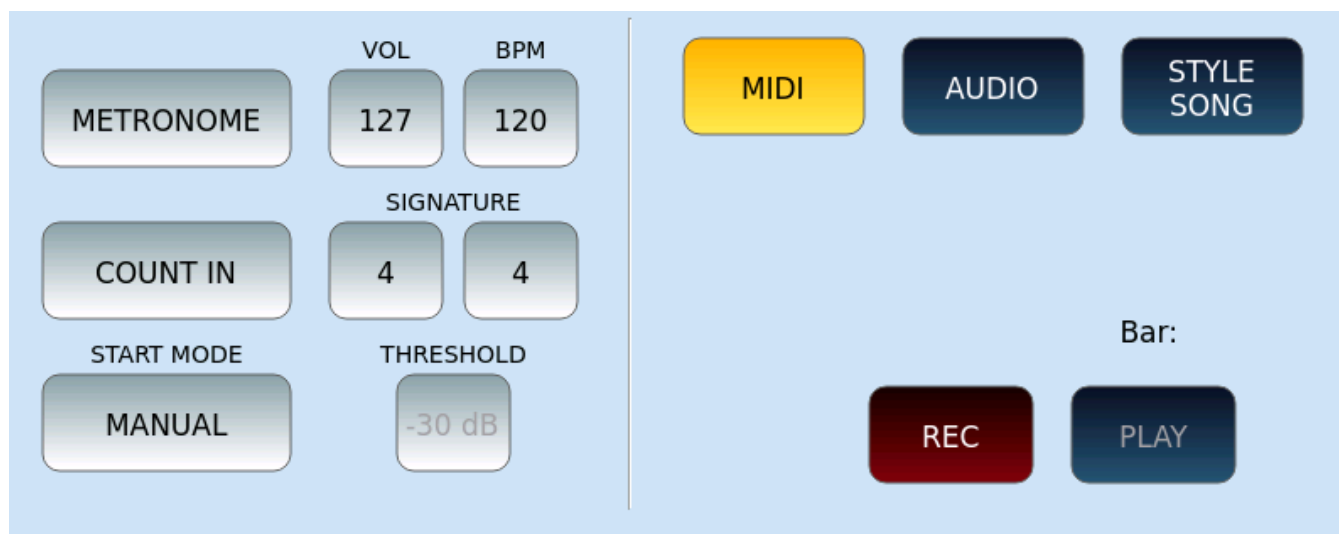 VOL BPM
METRONOME 127 120
SIGNATURE
COUNT IN 4 4
START MODE THRESHOLD
MANUAL -30 dB
MIDI AUDIO STYLE
SONG
Bar:
REC PLAY